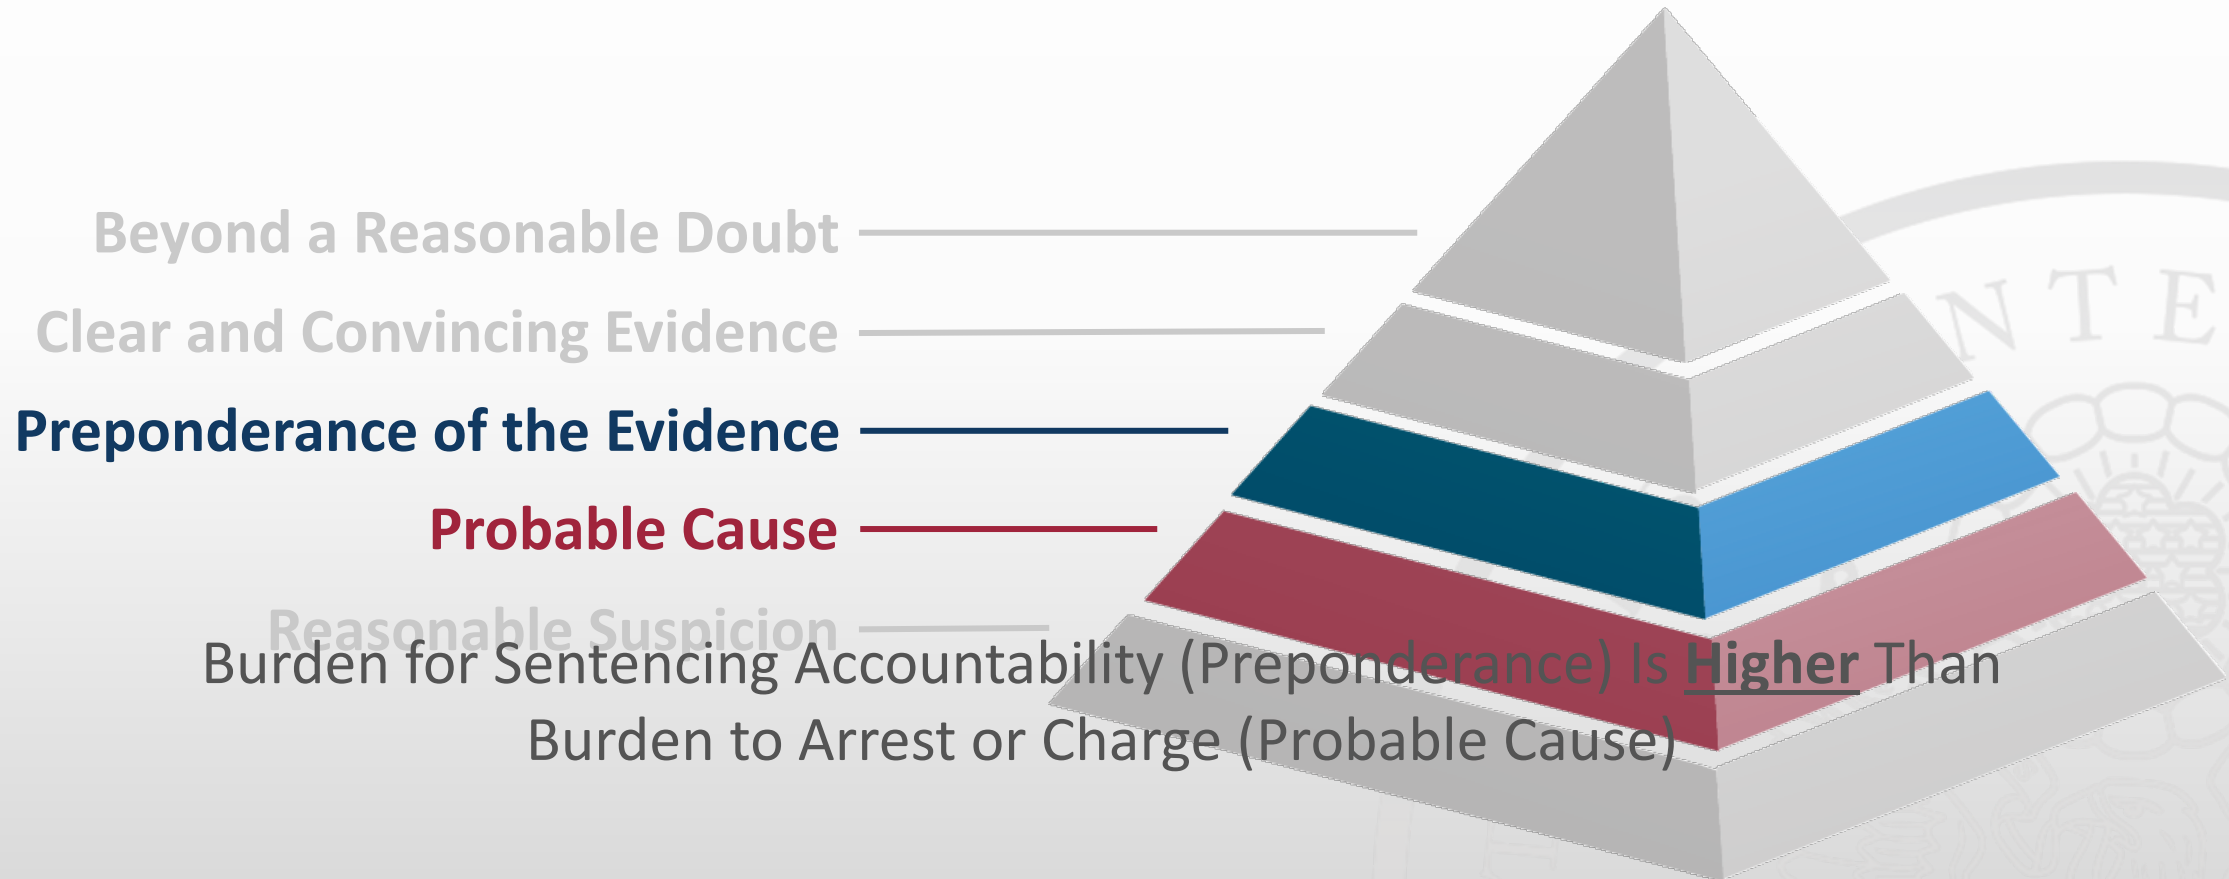 Beyond a Reasonable Doubt
Clear and Convincing Evidence
Preponderance of the Evidence
Probable Cause
Reasonable Suspicion
Burden for Sentencing Accountability (Preponderance) Is Higher Than
Burden to Arrest or Charge (Probable Cause)
NTE